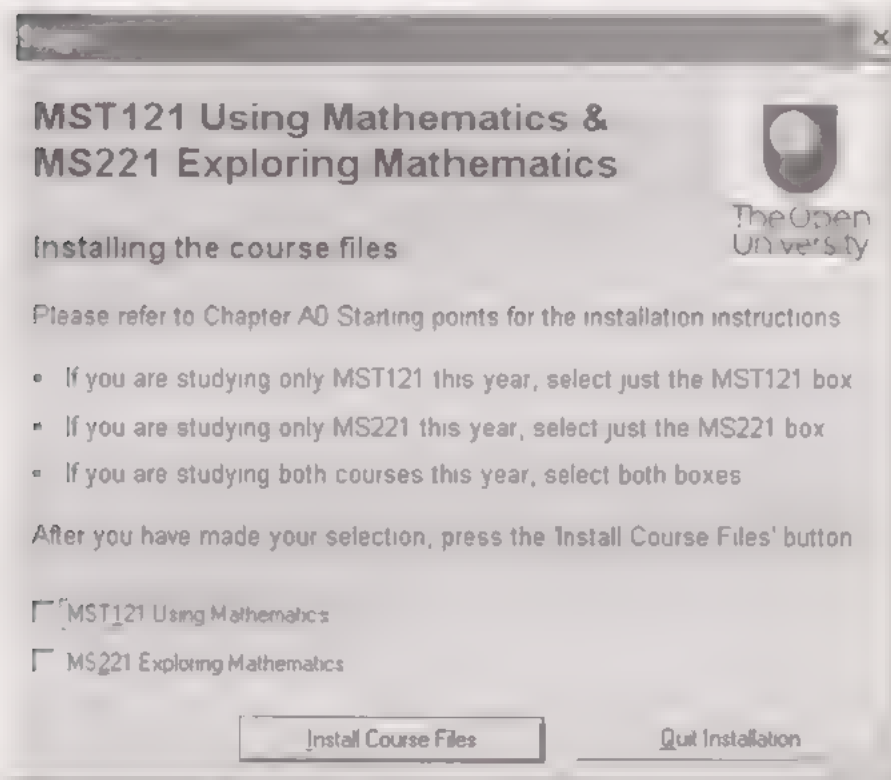 MST121 Using Mathematics &
MS221 Exploring Mathematics
The Open
University
Installing the course files
Please refer to Chapter A0 Starting points for the installation instructions
• If you are studying only MST121 this year, select just the MST121 box
• If you are studying only MS221 this year, select just the MS221 box
• If you are studying both courses this year, select both boxes
After you have made your selection, press the 'Install Course Files' button
MST121 Using Mathematics
MS221 Exploring Mathematics
Install Course Files
Quit Installation